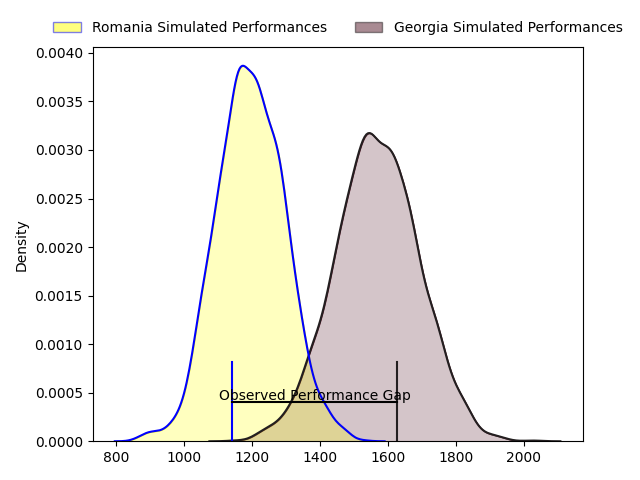 Romania Simulated Performances Georgia Simulated Performances
0.0040
0.0035
0.0030
0.0025
0.0020
0.0015
0.0010
0.0005
0.0000
Density
Observed Performance Gap
800 1000 1200 1400 1600 1800 2000